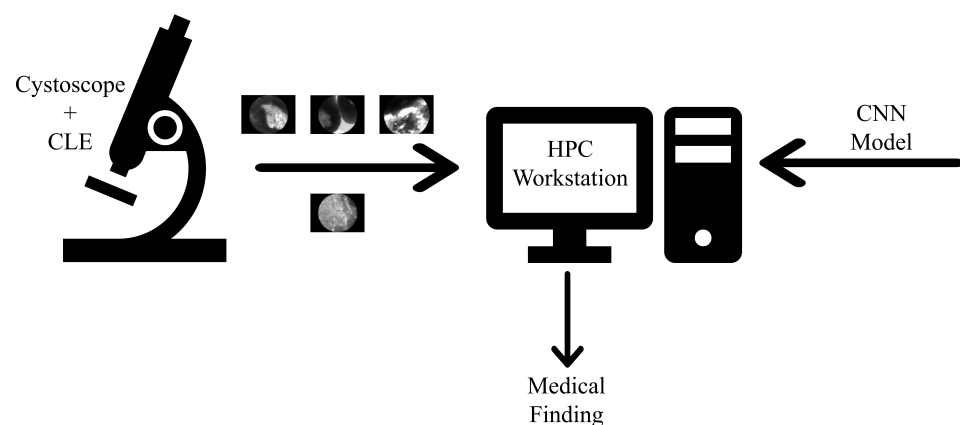 Cystoscope
+
CLE
HPC
Workstation
CNN
Model
Medical
Finding